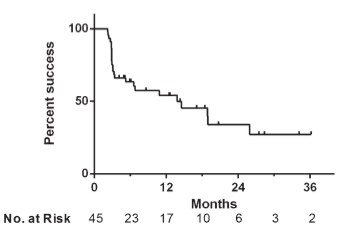 100
Percent success
50
0
0 12 24 36
Months
No. at Risk 45 23 17 10 6 3 2